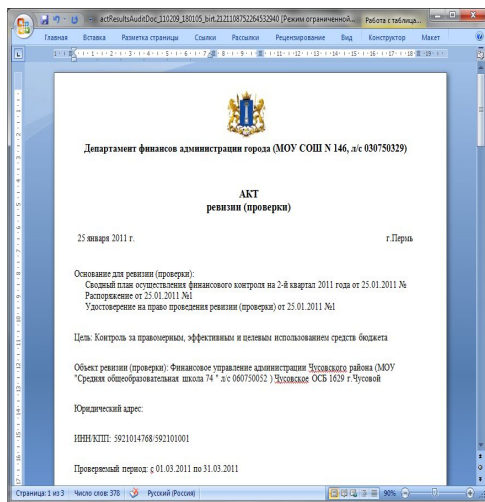 actResultsAuditDoc_110209_180105_birt.2121108752264532940 [Режим ограниченной...
Работа с таблица...
Главная Вставка Разметка страницы Ссылки Рассылки Рецензирование Вид Конструктор Макет
Департамент финансов администрации города (МОУ СОШ N 146, л/с 030750329)
АКТ
ревизии (проверки)
25 января 2011 г. г.Пермь
Основание для ревизии (проверки):
Сводный план осуществления финансового контроля на 2-й квартал 2011 года от 25.01.2011 №
Распоряжение от 25.01.2011 №1
Удостоверение на право проведения ревизии (проверки) от 25.01.2011 №1
Цель: Контроль за правомерным, эффективным и целевым использованием средств бюджета
Объект ревизии (проверки): Финансовое управление администрации Чусовского района (МОУ
"Средняя общеобразовательная школа 74 " л/с 060750052 ) Чусовское ОСБ 1629 г.Чусовой
Юридический адрес:
ИНН/КПП: 5921014768/592101001
Проверяемый период: с 01.03.2011 по 31.03.2011
Страница: 1 из 3 Число слов: 378 Русский (Россия) 90%